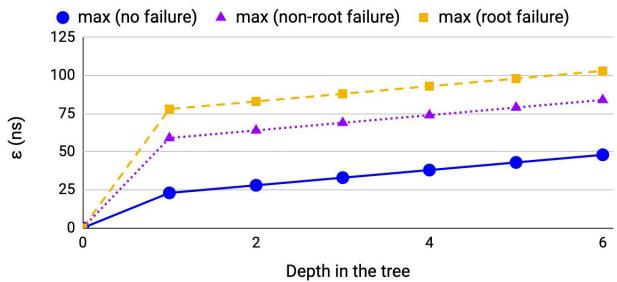 max (no failure) max (non-root failure) max (root failure)
125
100
75
50
25
0
ε (ns)
0 2 4 6
Depth in the tree